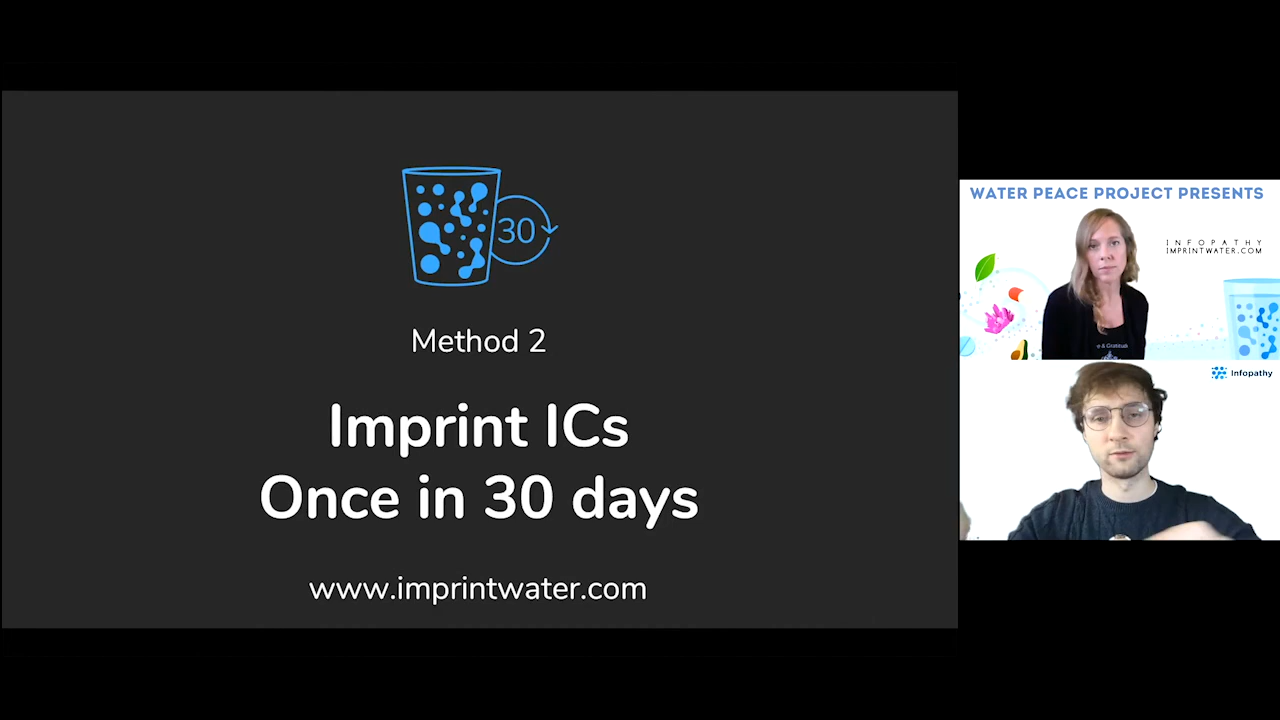 30
Method 2
Imprint ICs
Once in 30 days
www.imprintwater.com
WATER PEACE PROJECT PRESENTS
INFOPATHY
IMPRINTWATER.COM
e & Gratitude
Infopathy